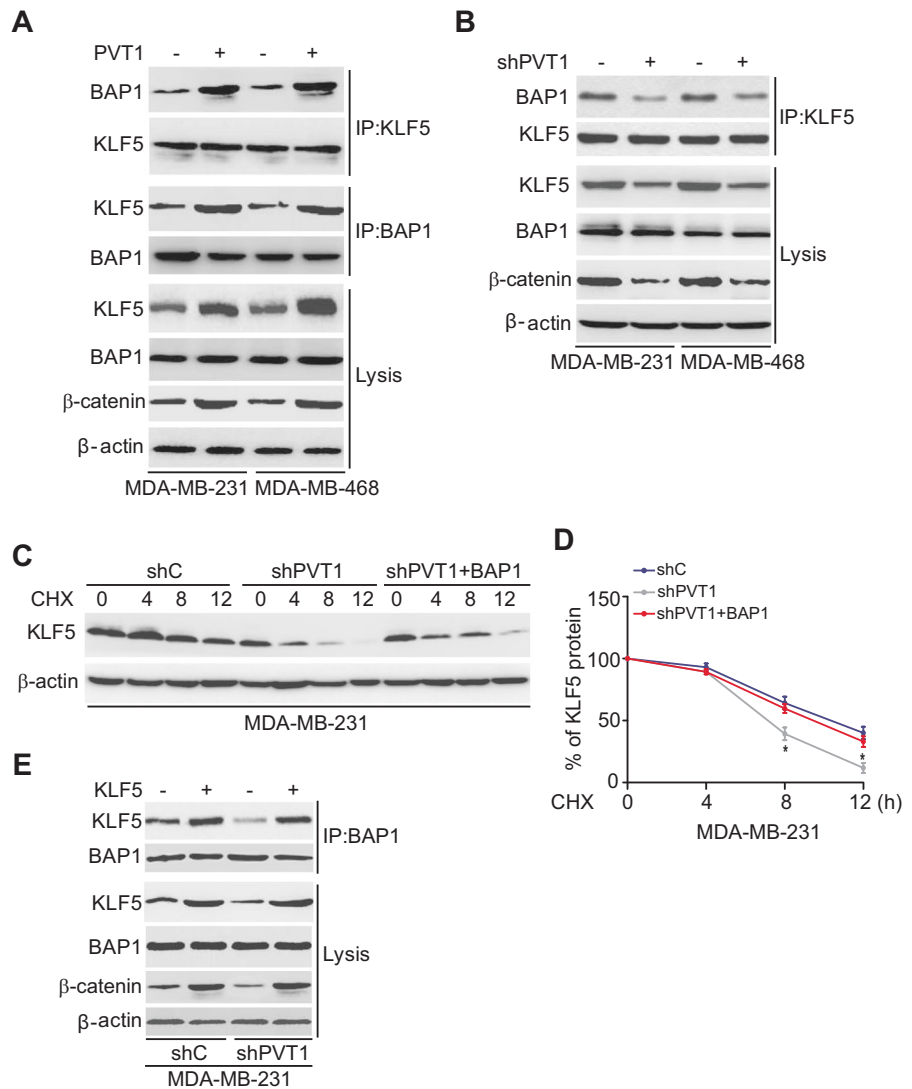 A
PVT1 - + - +
BAP1
KLF5
IP:KLF5
KLF5
BAP1
IP:BAP1
KLF5
BAP1
β-catenin
β-actin
Lysis
MDA-MB-231 MDA-MB-468
B
shPVT1 - + - +
BAP1
KLF5
IP:KLF5
KLF5
BAP1
β-catenin
β-actin
Lysis
MDA-MB-231 MDA-MB-468
C
shC shPVT1 shPVT1+BAP1
CHX 0 4 8 12 0 4 8 12 0 4 8 12
KLF5
β-actin
MDA-MB-231
D
shC
shPVT1
shPVT1+BAP1
% of KLF5 protein
150
100
50
0
* *
CHX 0 4 8 12 (h)
MDA-MB-231
E
KLF5 - + - +
KLF5
BAP1
IP:BAP1
KLF5
BAP1
β-catenin
β-actin
Lysis
shC shPVT1
MDA-MB-231